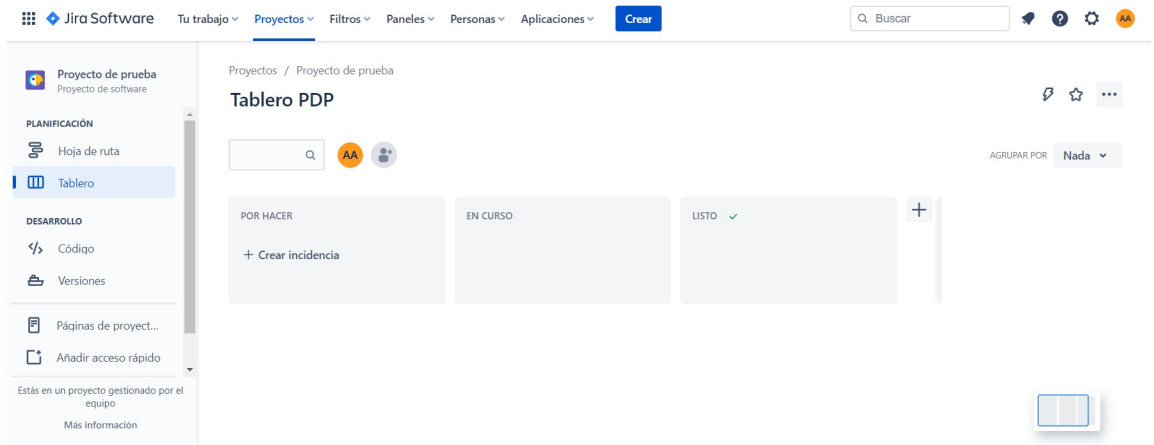 Jira Software Tu trabajo Proyectos Filtros Paneles Personas Aplicaciones Crear Buscar AA
Proyecto de prueba
Proyecto de software
PLANIFICACIÓN
Hoja de ruta
Tablero
DESARROLLO
Código
Versiones
Páginas de proyect...
Añadir acceso rápido
Estás en un proyecto gestionado por el
equipo
Más información
Proyectos / Proyecto de prueba
Tablero PDP
AA
AGRUPAR POR Nada
POR HACER
+ Crear incidencia
EN CURSO
LISTO